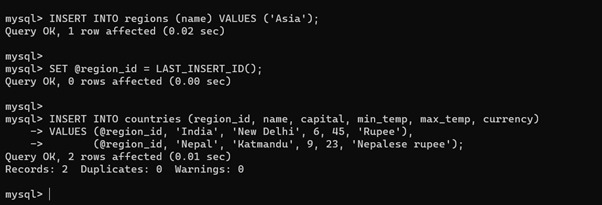 mysql> INSERT INTO regions (name) VALUES ('Asia');
Query OK, 1 row affected (0.02 sec)
mysql>
mysql> SET @region_id = LAST_INSERT_ID();
Query OK, 0 rows affected (0.00 sec)
mysql>
mysql> INSERT INTO countries (region_id, name, capital, min_temp, max_temp, currency)
    -> VALUES (@region_id, 'India', 'New Delhi', 6, 45, 'Rupee'),
    ->        (@region_id, 'Nepal', 'Katmandu', 9, 23, 'Nepalese rupee');
Query OK, 2 rows affected (0.01 sec)
Records: 2  Duplicates: 0  Warnings: 0
mysql>